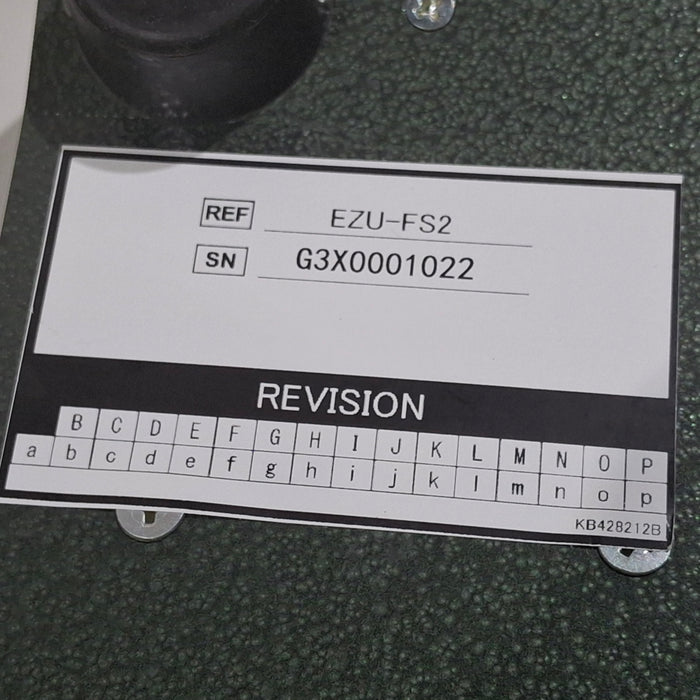 REF EZU-FS2
SN G3X0001022
REVISION
B C D E F G H I J K L M N O P
a b c d e f g h i j k l m n o p
KB428212B